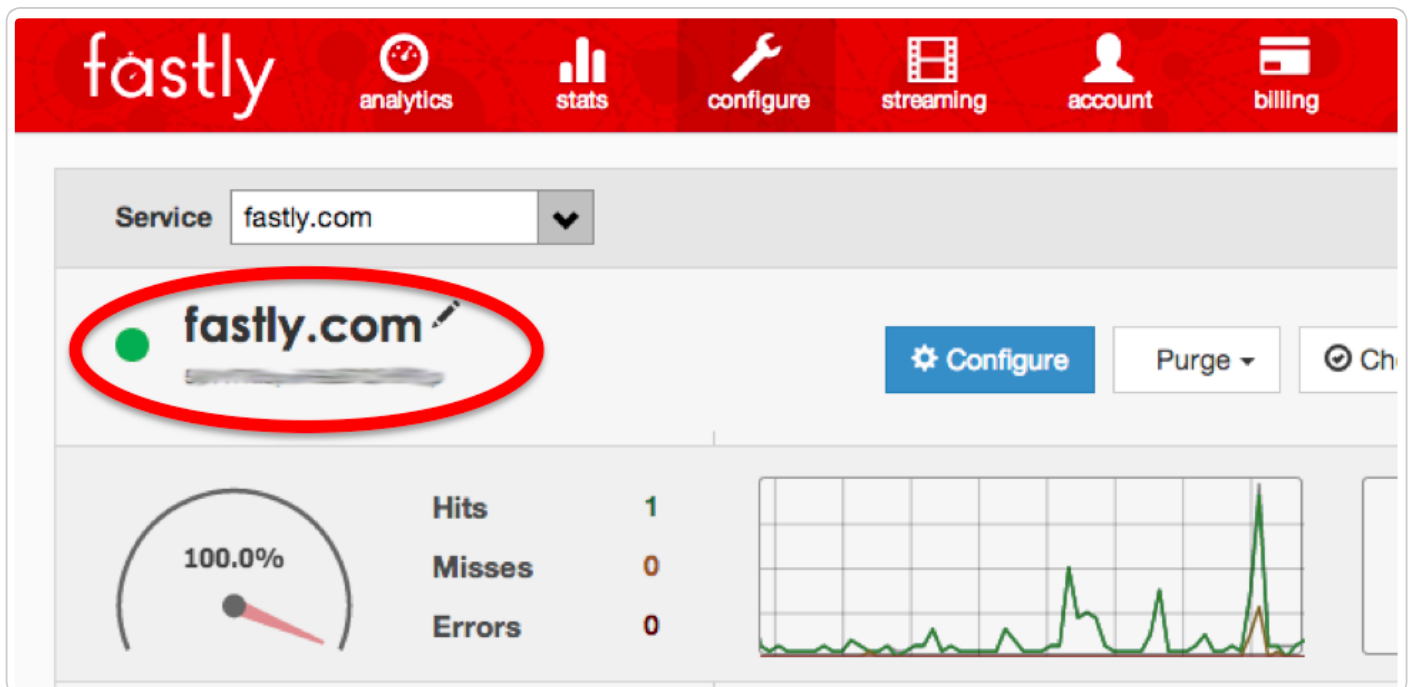 fastly
analytics
stats
configure
streaming
account
billing
Service fastly.com
fastly.com
Configure
Purge
Ch
100.0%
Hits 1
Misses 0
Errors 0